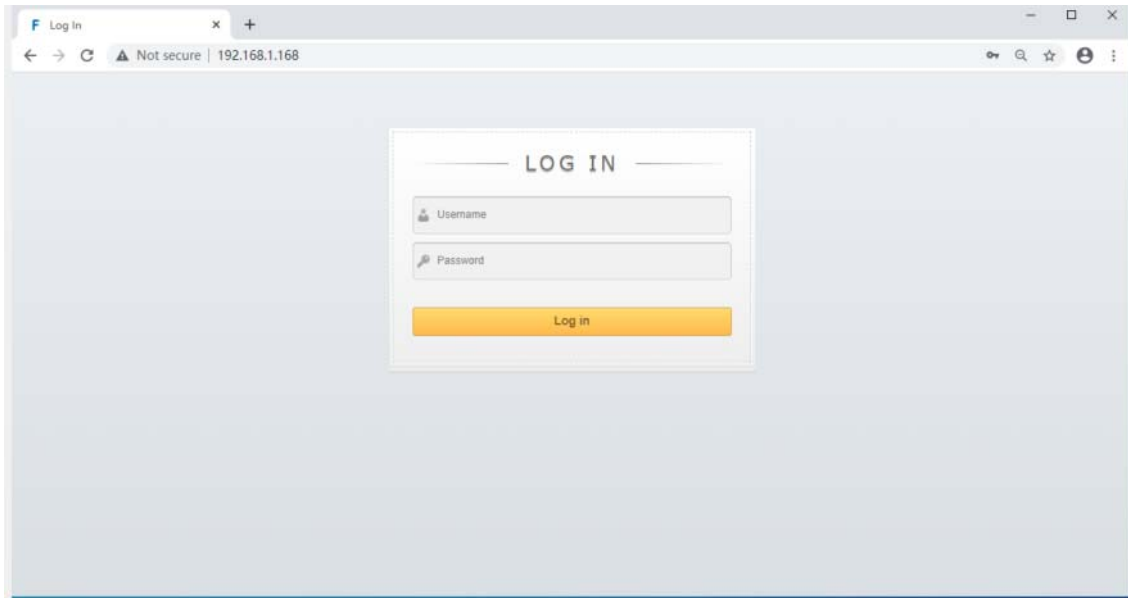 F Log In
Not secure | 192.168.1.168
LOG IN
Username
Password
Log in